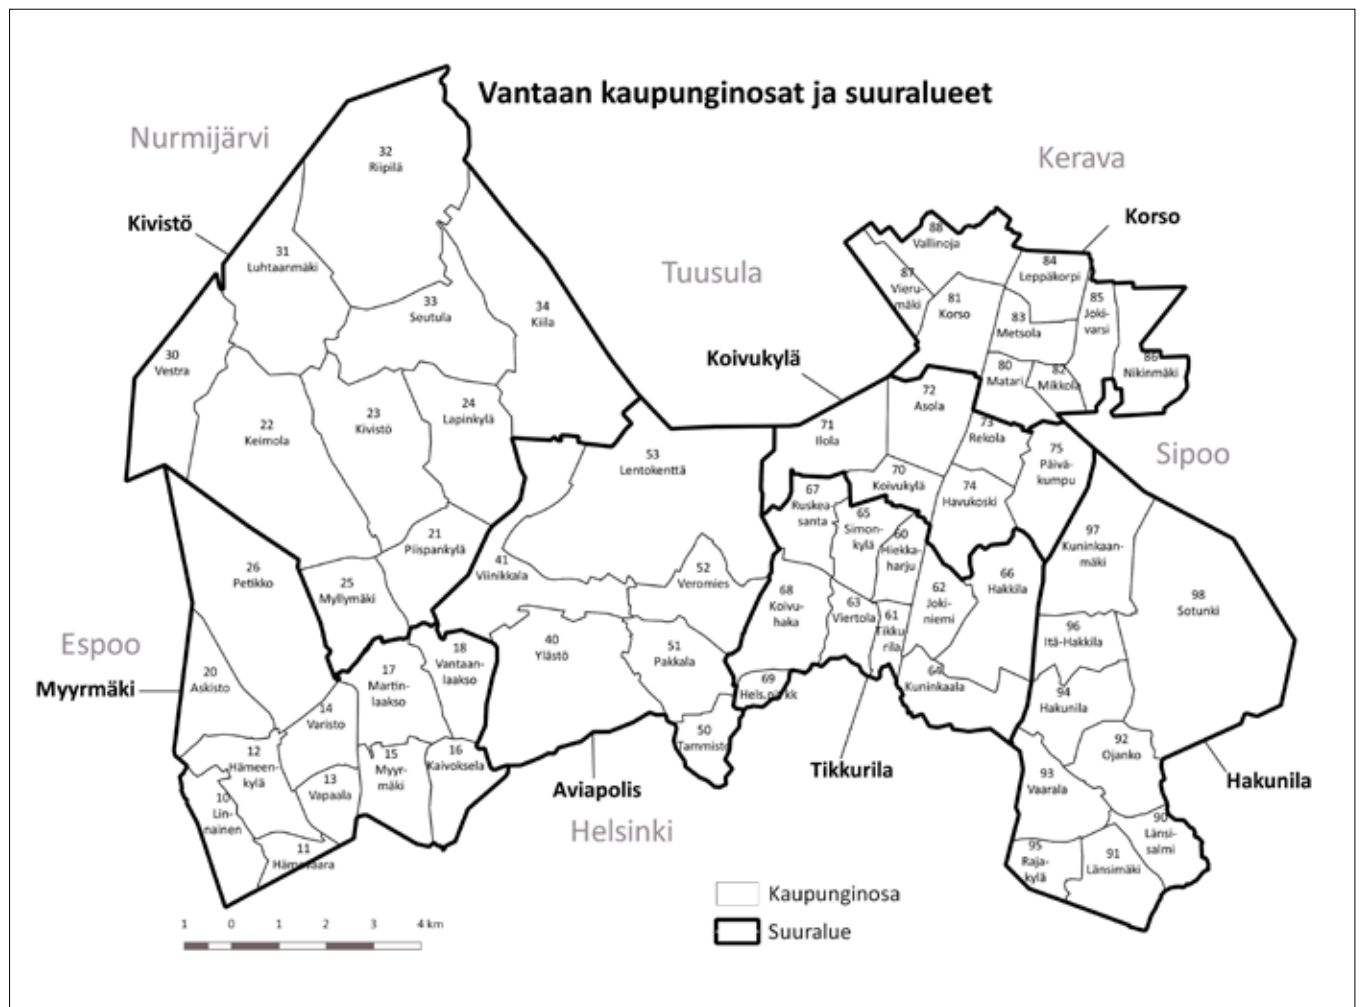 Vantaan kaupunginosat ja suuralueet
Nurmijärvi
Kerava
32
Riipilä
Kivistö
Korso
88
Vallinoja
31
Luhtaanmäki
84
Leppäkorpi
Tuusula
87
Vieru-
mäki
81
Korso
85
Joki-
varsi
33
Seutula
34
Kiila
83
Metsola
30
Vestra
Koivukylä
86
Nikinmäki
80
Matari
82
Mikkola
72
Asola
24
Lapinkylä
23
Kivistö
22
Keimola
71
Ilola
73
Rekola
75
Päivä-
kumpu
Sipoo
53
Lentokenttä
70
Koivukylä
74
Havukoski
67
Ruskea
santa
65
Simon-
kylä
60
Hiekka-
harju
97
Kuninkaan-
mäki
21
Piispankylä
41
Viinikkala
52
Veromies
26
Petikko
25
Myllymäki
68
Koivu-
haka
63
Viertola
61
Tikku
rila
62
Joki-
niemi
66
Hakkila
98
Sotunki
96
Itä-Hakkila
Espoo
Myyrmäki
20
Askisto
17
Martin-
laakso
18
Vantaan-
laakso
40
Ylästö
51
Pakkala
69
Hels.pit kk
64
Kuninkaala
94
Hakunila
14
Varisto
50
Tammisto
92
Ojanko
12
Hämeen-
kylä
15
Myyr-
mäki
16
Kaivoksela
13
Vapaala
10
Lin-
nainen
11
Hämevaara
Aviapolis
Tikkurila
Hakunila
93
Vaarala
Helsinki
90
Länsi-
salmi
95
Raja-
kylä
91
Länsimäki
Kaupunginosa
Suuralue
1 0 1 2 3 4 km